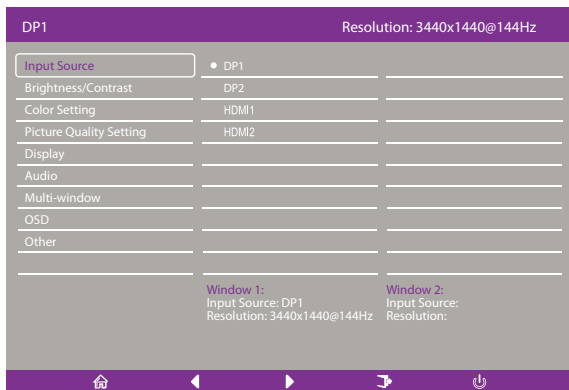 DP1 Resolution: 3440x1440@144Hz
Input Source
DP1
Brightness/Contrast
DP2
Color Setting
HDMI1
Picture Quality Setting
HDMI2
Display
Audio
Multi-window
OSD
Other
Window 1:
Input Source: DP1
Resolution: 3440x1440@144Hz
Window 2:
Input Source:
Resolution: